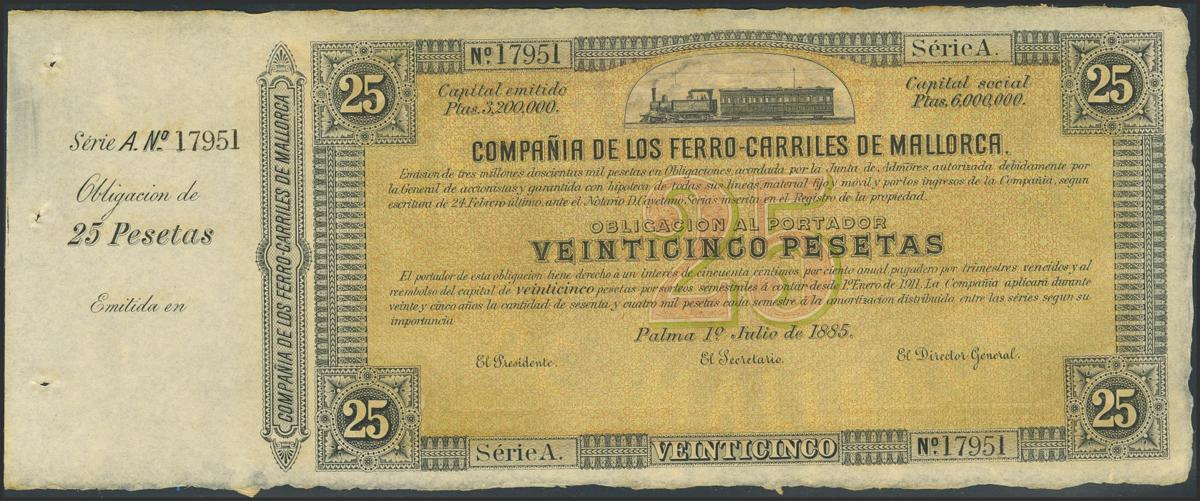 Série A. Nº 17951
Obligacion de
25 Pesetas
Emitida en
COMPAÑIA DE LOS FERRO-CARRILES DE MALLORCA
25
Nº 17951
Série A.
25
Capital emitido
Ptas. 3,200,000.
Capital social
Ptas. 6,000,000.
COMPAÑIA DE LOS FERRO-CARRILES DE MALLORCA.
Emision de tres millones doscientas mil pesetas en Obligaciones, acordada por la Junta de Admores, autorizada debidamente por
la General de accionistas y garantida con hipoteca de todas sus lineas, material fijo y móvil y por los ingresos de la Compañia, segun
escritura de 24 Febrero último, ante el Notario D. Cayetano Socias inscrita en el Registro de la propiedad.
25
OBLIGACION AL PORTADOR
VEINTICINCO PESETAS
El portador de esta obligacion tiene derecho á un interés de cincuenta centimos por ciento anual pagadero por trimestres vencidos y al
reembolso del capital de veinticinco pesetas por sorteos semestrales á contar desde 1º Enero de 1911. La Compañia aplicará durante
veinte y cinco años la cantidad de sesenta y cuatro mil pesetas cada semestre á la amortizacion distribuida entre las séries segun su
importancia
Palma 1º Julio de 1885.
El Presidente.
El Secretario.
El Director General.
25
Série A.
VEINTICINCO
Nº 17951
25